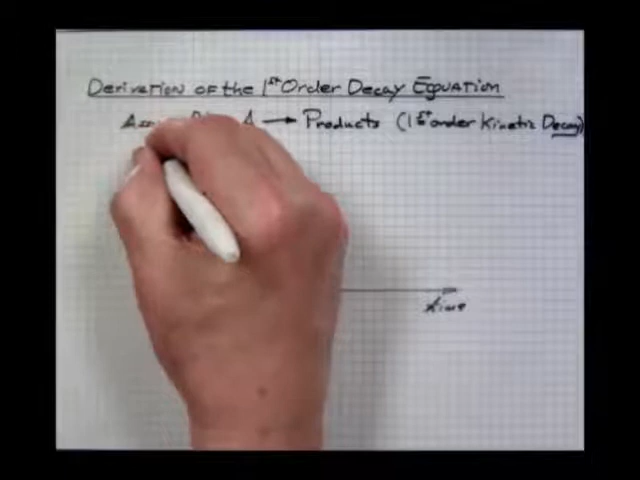 Derivation of the 1st Order Decay Equation
A → Products (1st order Kinetic Decay)
time